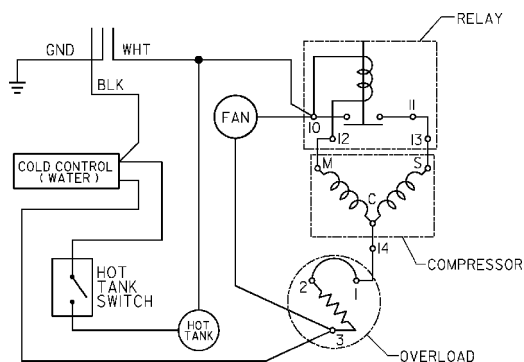 RELAY
GND
WHT
BLK
FAN
10
11
12
13
COLD CONTROL
(WATER)
M
S
C
14
HOT
TANK
SWITCH
COMPRESSOR
2
1
HOT
TANK
3
OVERLOAD